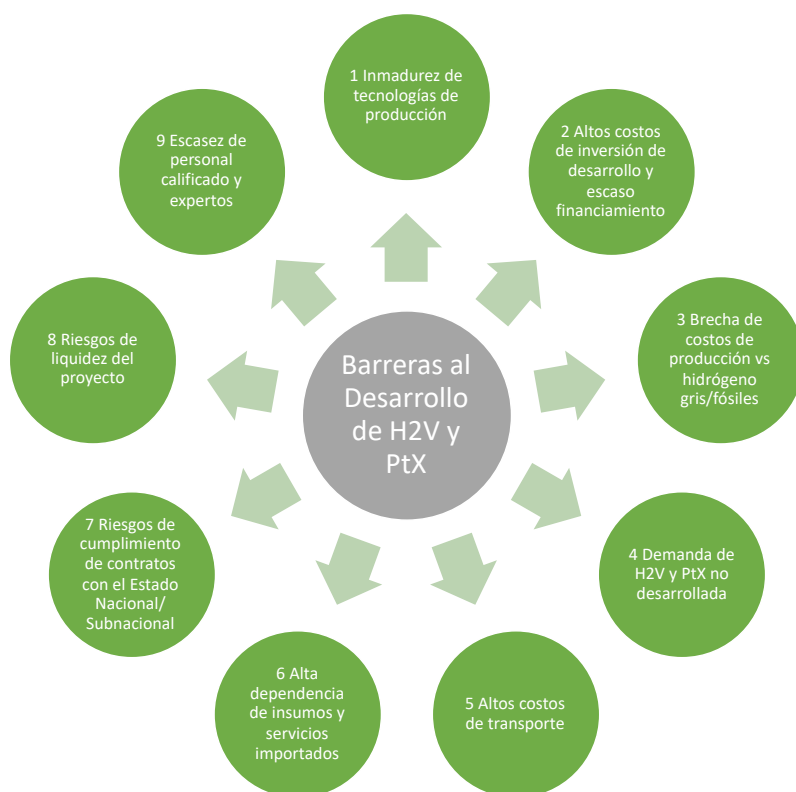 1 Inmadurez de
tecnologías de
producción
2 Altos costos
de inversión de
desarrollo y
escaso
financiamiento
3 Brecha de
costos de
producción vs
hidrógeno
gris/fósiles
4 Demanda de
H2V y PtX no
desarrollada
5 Altos costos
de transporte
6 Alta
dependencia
de insumos y
servicios
importados
7 Riesgos de
cumplimiento
de contratos
con el Estado
Nacional/
Subnacional
8 Riesgos de
liquidez del
proyecto
9 Escasez de
personal
calificado y
expertos
Barreras al
Desarrollo
de H2V y
PtX